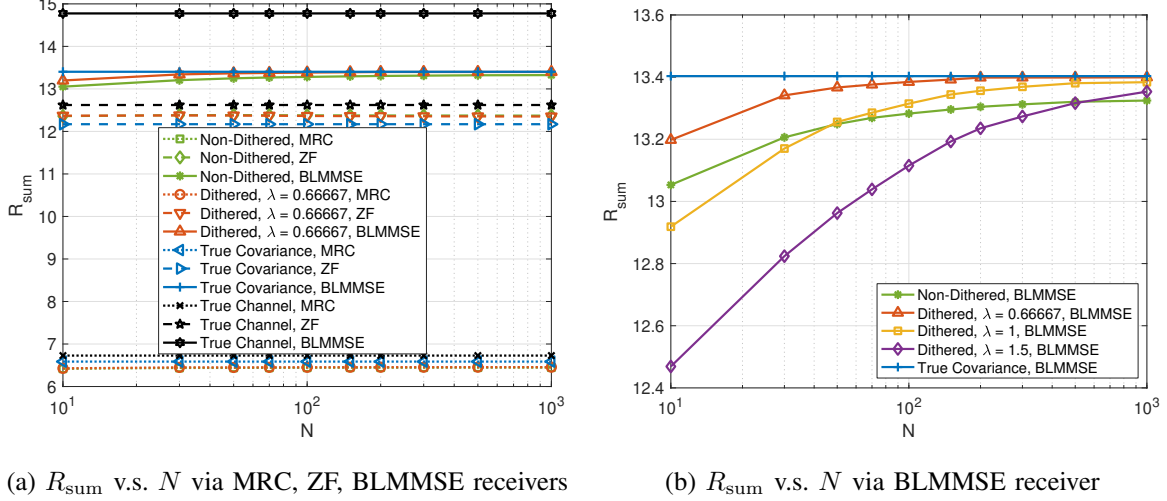 15
14
13
12
11
10
9
8
7
6
R_sum
10^1
10^2
10^3
N
Non-Dithered, MRC
Non-Dithered, ZF
Non-Dithered, BLMMSE
Dithered, λ = 0.66667, MRC
Dithered, λ = 0.66667, ZF
Dithered, λ = 0.66667, BLMMSE
True Covariance, MRC
True Covariance, ZF
True Covariance, BLMMSE
True Channel, MRC
True Channel, ZF
True Channel, BLMMSE
(a) R_sum v.s. N via MRC, ZF, BLMMSE receivers
13.6
13.4
13.2
13
12.8
12.6
12.4
R_sum
10^1
10^2
10^3
N
Non-Dithered, BLMMSE
Dithered, λ = 0.66667, BLMMSE
Dithered, λ = 1, BLMMSE
Dithered, λ = 1.5, BLMMSE
True Covariance, BLMMSE
(b) R_sum v.s. N via BLMMSE receiver